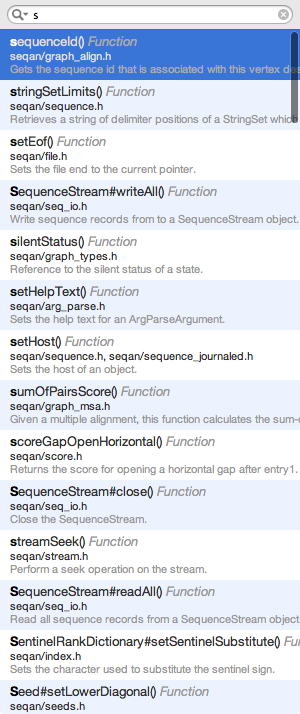 s
sequenceId() Function
seqan/graph_align.h
Gets the sequence id that is associated with this vertex des
stringSetLimits() Function
seqan/sequence.h
Retrieves a string of delimiter positions of a StringSet which
setEof() Function
seqan/file.h
Sets the file end to the current pointer.
SequenceStream#writeAll() Function
seqan/seq_io.h
Write sequence records from to a SequenceStream object.
silentStatus() Function
seqan/graph_types.h
Reference to the silent status of a state.
setHelpText() Function
seqan/arg_parse.h
Sets the help text for an ArgParseArgument.
setHost() Function
seqan/sequence.h, seqan/sequence_journaled.h
Sets the host of an object.
sumOfPairsScore() Function
seqan/graph_msa.h
Given a multiple alignment, this function calculates the sum-o
scoreGapOpenHorizontal() Function
seqan/score.h
Returns the score for opening a horizontal gap after entry1.
SequenceStream#close() Function
seqan/seq_io.h
Close the SequenceStream.
streamSeek() Function
seqan/stream.h
Perform a seek operation on the stream.
SequenceStream#readAll() Function
seqan/seq_io.h
Read all sequence records from a SequenceStream object
SentinelRankDictionary#setSentinelSubstitute() Fun
seqan/index.h
Sets the character used to substitute the sentinel sign.
Seed#setLowerDiagonal() Function
seqan/seeds.h